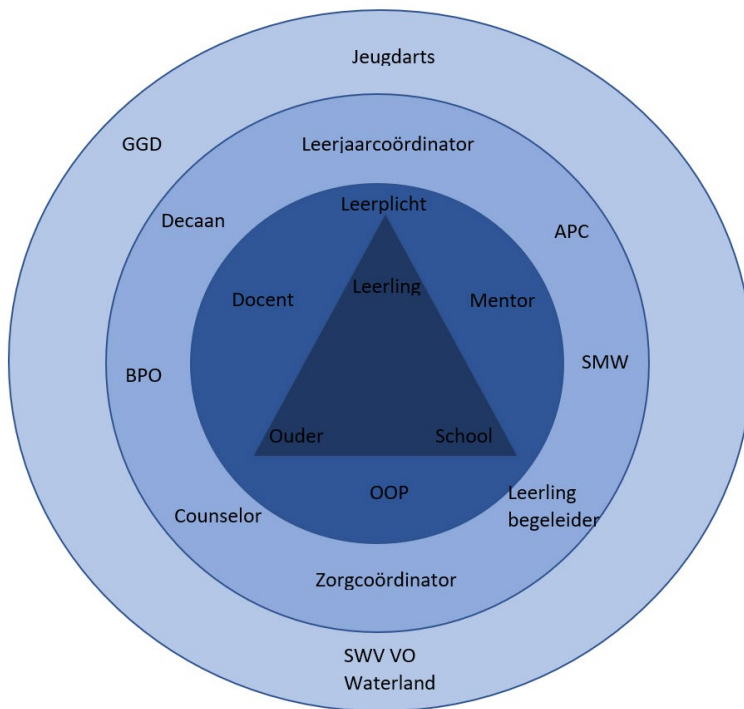 Jeugdarts
GGD
Leerjaarcoördinator
Leerplicht
Decaan
APC
Leerling
Docent
Mentor
BPO
SMW
Ouder
School
OOP
Leerling
begeleider
Counselor
Zorgcoördinator
SWV VO
Waterland